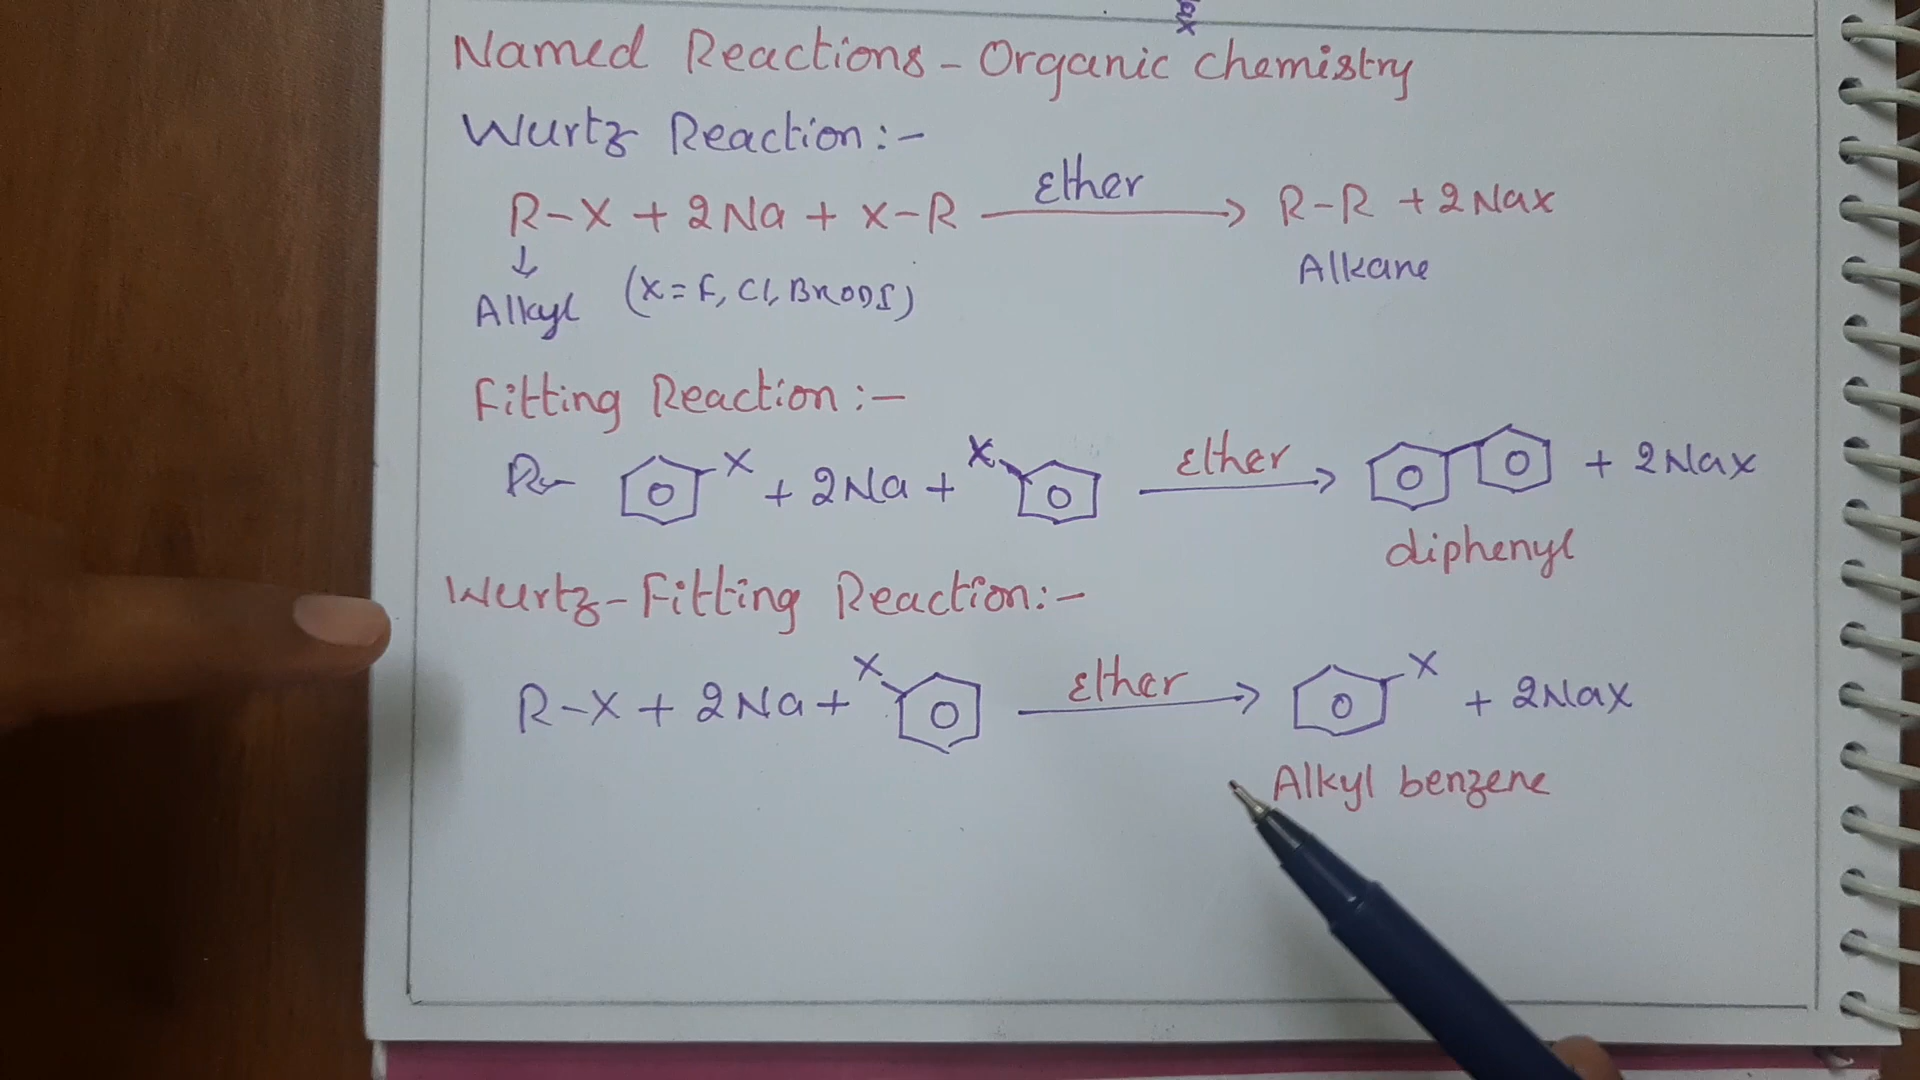 Named Reactions - Organic chemistry
Wurtz Reaction :-
R-X + 2Na + X-R Ether → R-R + 2Nax
↓
Alkyl (X = F, Cl, Br or I) Alkane
Fitting Reaction :-
R- X + 2Na + X Ether → + 2Nax
diphenyl
Wurtz-Fitting Reaction :-
R-X + 2Na + X Ether → X + 2Nax
Alkyl benzene